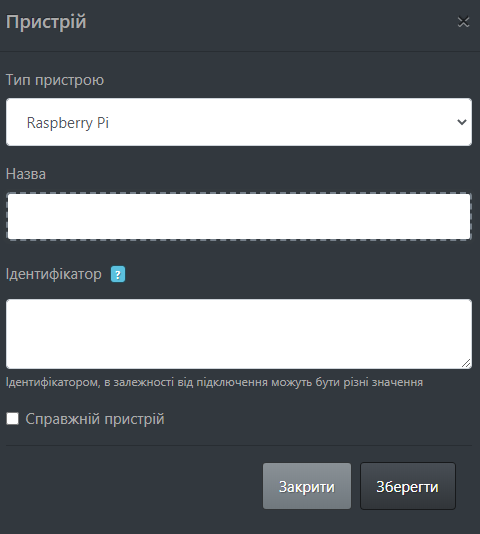 Пристрій
Тип пристрою
Raspberry Pi
Назва
Ідентифікатор ?
Ідентифікатором, в залежності від підключення можуть бути різні значення
Справжній пристрій
Закрити Зберегти